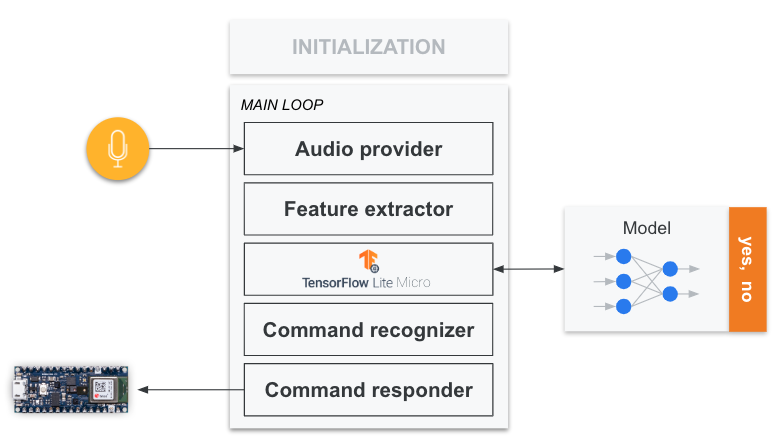 INITIALIZATION
MAIN LOOP
Audio provider
Feature extractor
TensorFlow Lite Micro
Command recognizer
Command responder
Model
yes, no